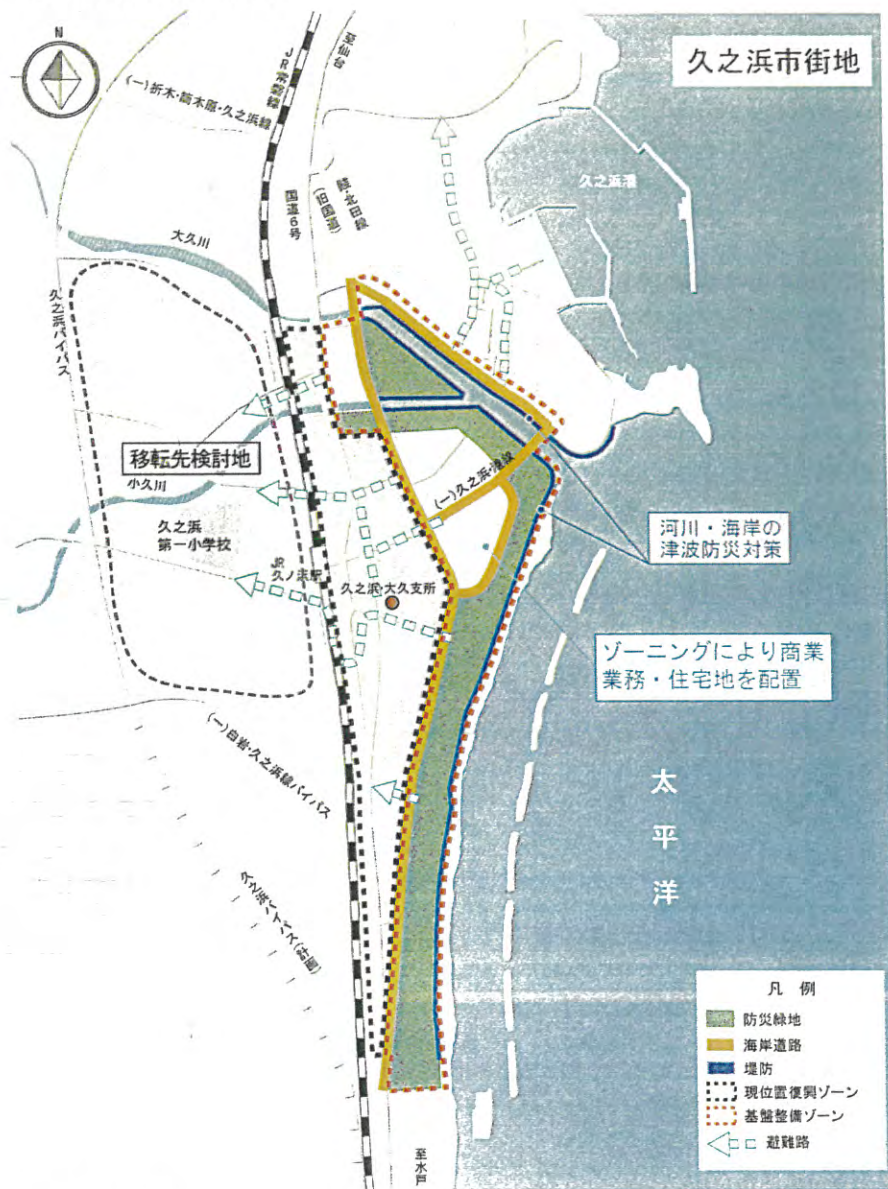 久之浜市街地
N
JR常磐線
至仙台
(一)折木・筒木原・久之浜線
久之浜港
国道6号
(旧国道)
大久川
久之浜バイパス
移転先検討地
小久川
久之浜
第一小学校
(一)久之浜・港線
JR
久ノ浜駅
久之浜・大久支所
河川・海岸の
津波防災対策
ゾーニングにより商業
業務・住宅地を配置
(一)白岩・久之浜線バイパス
太平洋
久之浜バイパス(計画)
凡 例
防災緑地
海岸道路
堤防
現位置復興ゾーン
基盤整備ゾーン
避難路
至水戸